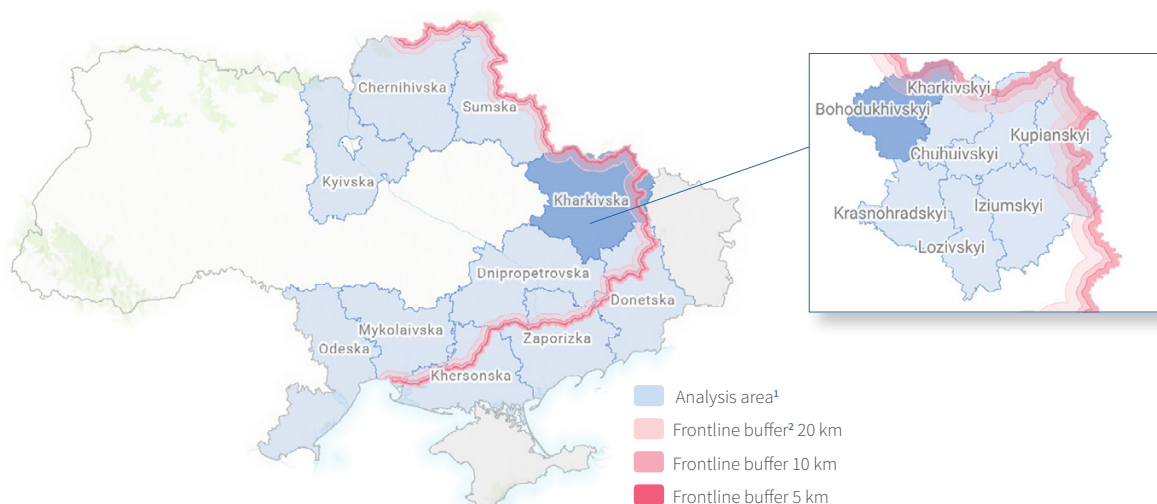 Chernihivska
Sumska
Kyivska
Kharkivska
Dnipropetrovska
Donetska
Mykolaivska
Zaporizka
Odeska
Khersonska
Kharkivskyi
Bohodukhivskyi
Kupianskyi
Chuhuivskyi
Krasnohradskyi
Iziumskyi
Lozivskyi
Analysis area¹
Frontline buffer² 20 km
Frontline buffer 10 km
Frontline buffer 5 km